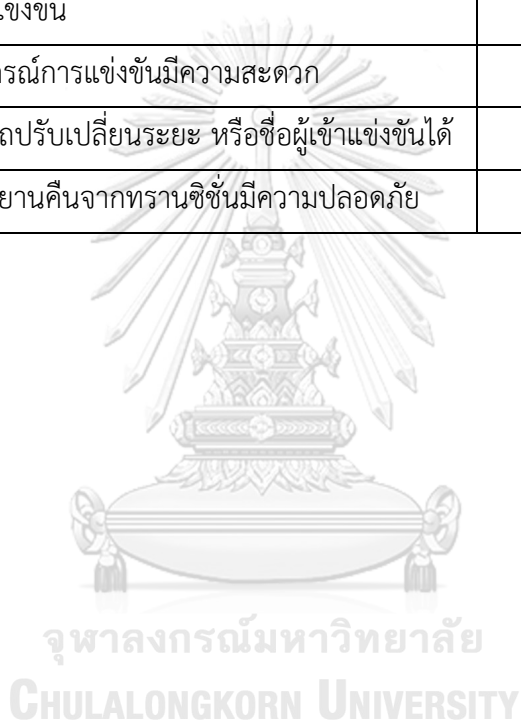 แข่งขัน
รณ์การแข่งขันมีความสะดวก
ถปรับเปลี่ยนระยะ หรือชื่อผู้เข้าแข่งขันได้
ยานคืนจากทรานซิชั่นมีความปลอดภัย
จุฬาลงกรณ์มหาวิทยาลัย
CHULALONGKORN UNIVERSITY